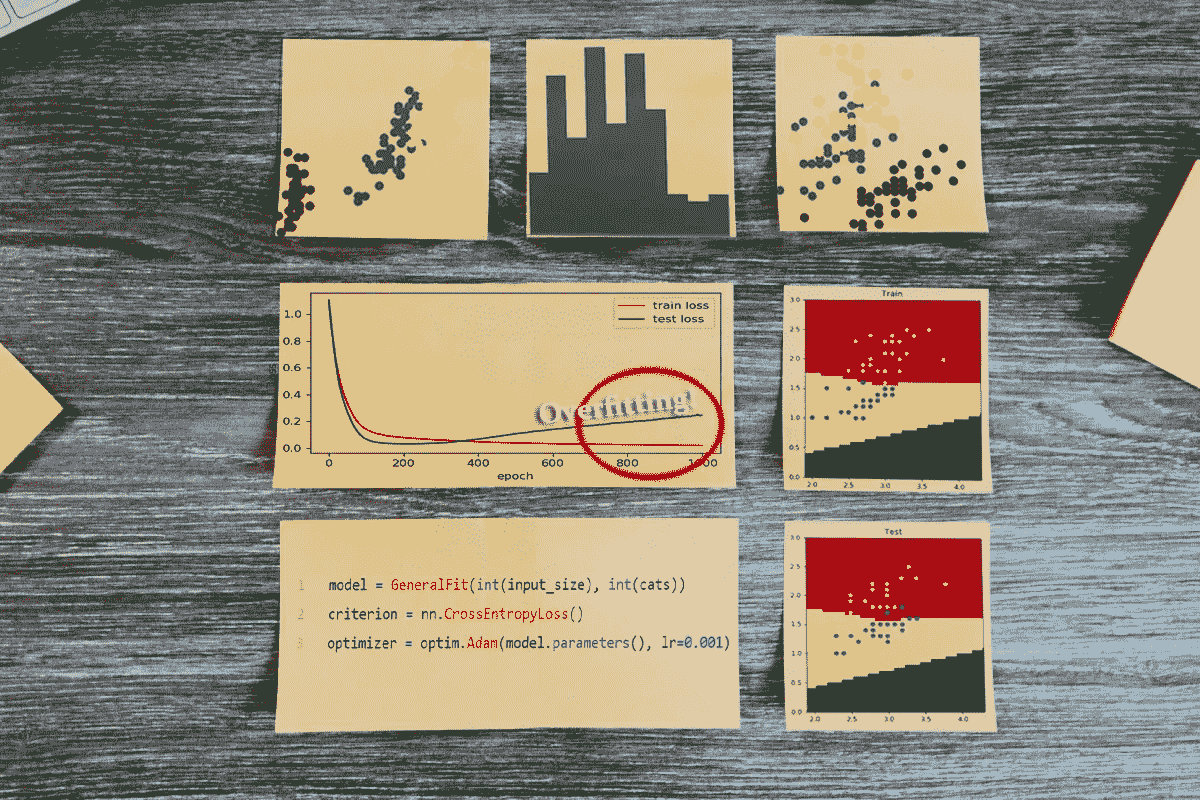 train loss
test loss
1.0
0.8
0.6
0.4
0.2
0.0
Overfitting!
0 200 400 600 800 1000
epoch
Train
3.0
2.5
2.0
1.5
1.0
0.5
0.0
2.0 2.5 3.0 3.5 4.0
1 model = GeneralFit(int(input_size), int(cats))
2 criterion = nn.CrossEntropyLoss()
3 optimizer = optim.Adam(model.parameters(), lr=0.001)
Test
3.0
2.5
2.0
1.5
1.0
0.5
0.0
2.0 2.5 3.0 3.5 4.0